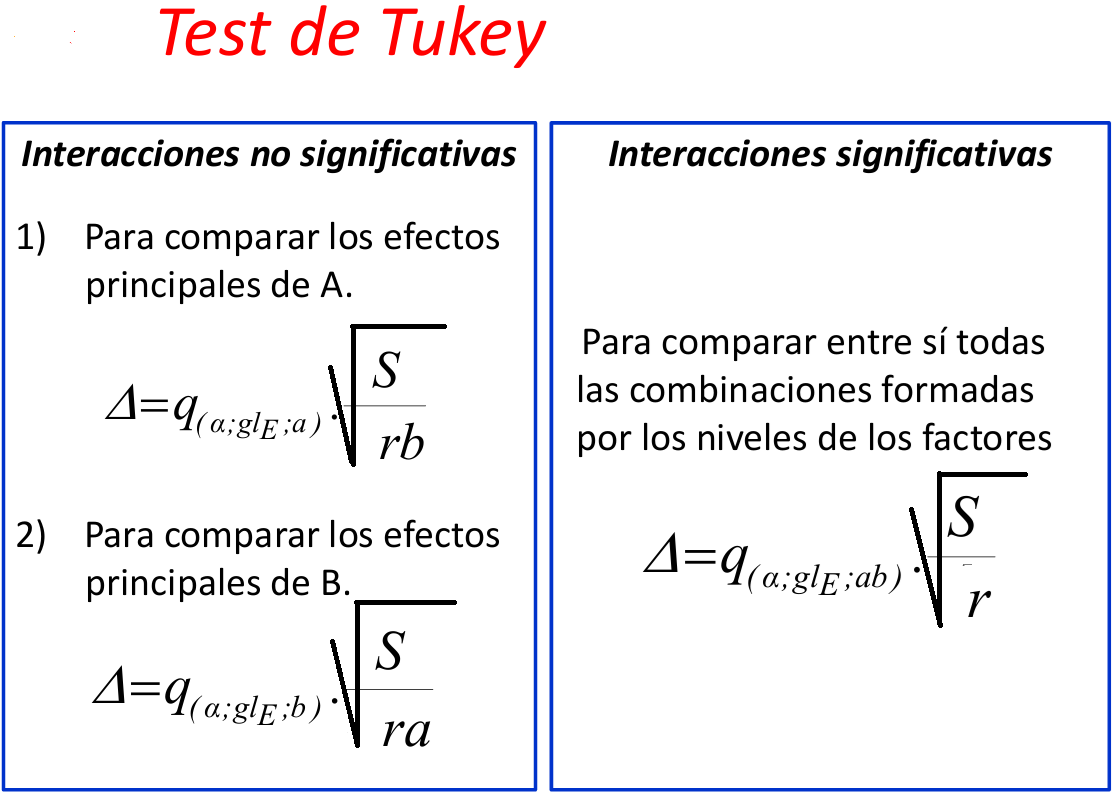 Test de Tukey
Interacciones no significativas
1) Para comparar los efectos
principales de A.
Δ=q(α;glE;a) . √ S
rb
2) Para comparar los efectos
principales de B.
Δ=q(α;glE;b) . √ S
ra
Interacciones significativas
Para comparar entre sí todas
las combinaciones formadas
por los niveles de los factores
Δ=q(α;glE;ab) . √ S
r